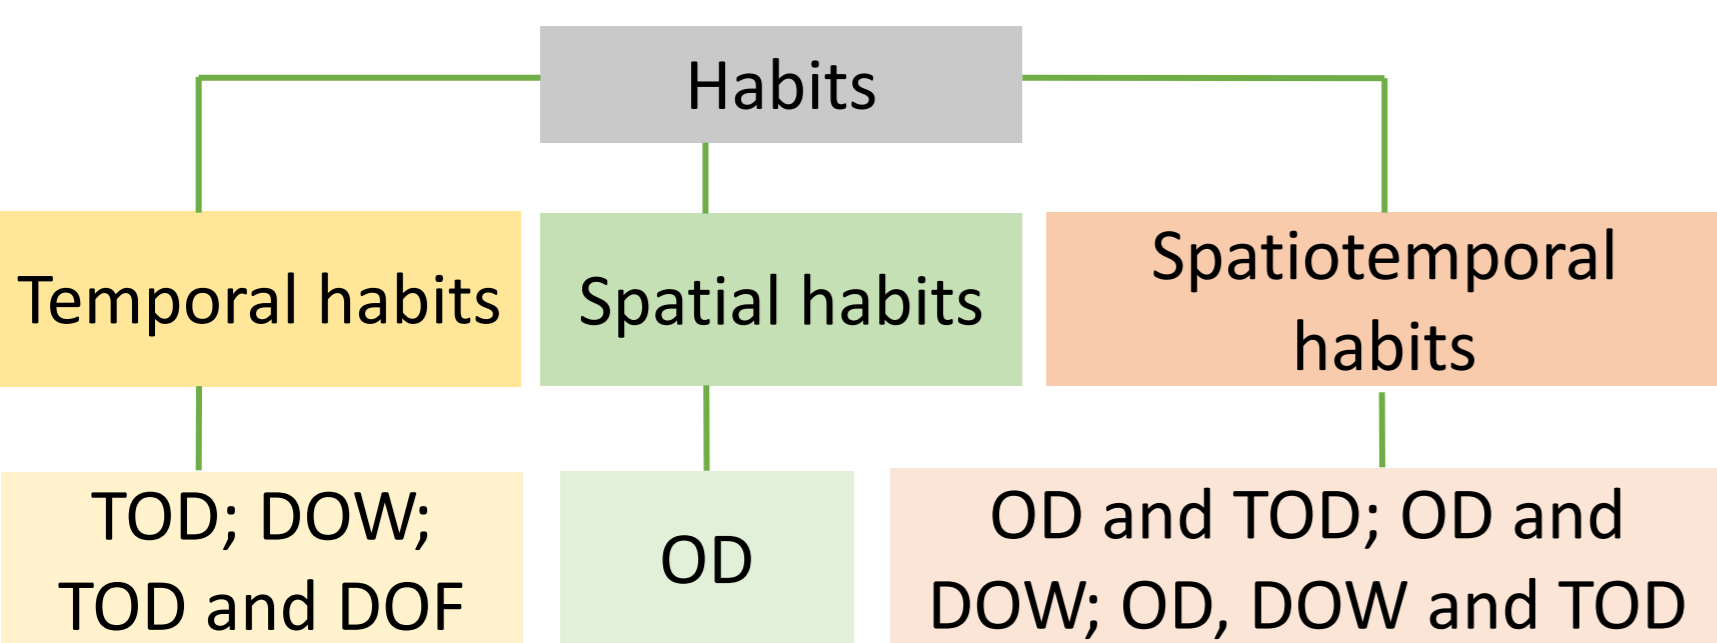 Habits
Temporal habits
Spatial habits
Spatiotemporal
habits
TOD; DOW;
TOD and DOF
OD
OD and TOD; OD and
DOW; OD, DOW and TOD